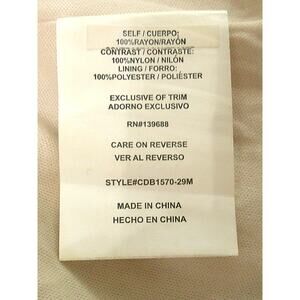 SELF / CUERPO:
100%RAYON/RAYÓN
CONTRAST / CONTRASTE:
100%NYLON / NILÓN
LINING / FORRO:
100%POLYESTER / POLIÉSTER
EXCLUSIVE OF TRIM
ADORNO EXCLUSIVO
RN#139688
CARE ON REVERSE
VER AL REVERSO
STYLE#CDB1570-29M
MADE IN CHINA
HECHO EN CHINA